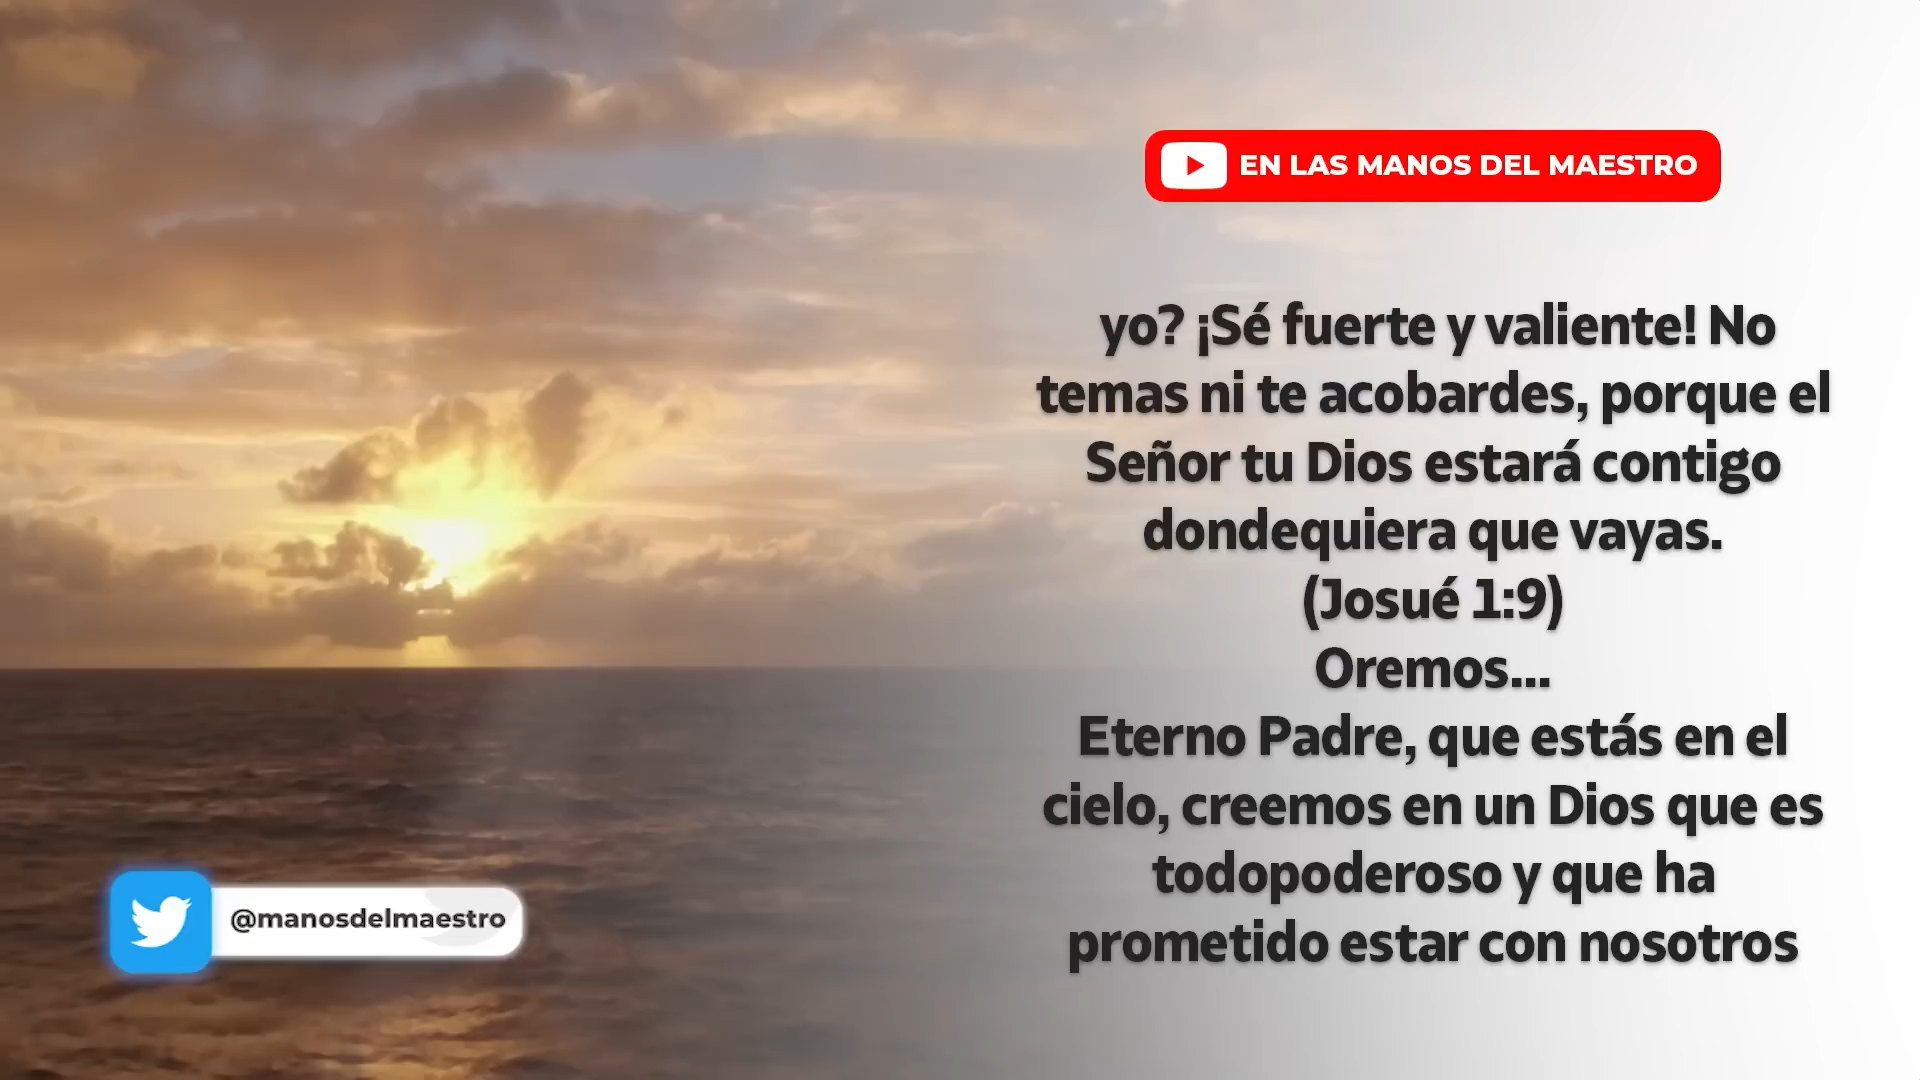 EN LAS MANOS DEL MAESTRO
yo? ¡Sé fuerte y valiente! No
temas ni te acobardes, porque el
Señor tu Dios estará contigo
dondequiera que vayas.
(Josué 1:9)
Oremos...
Eterno Padre, que estás en el
cielo, creemos en un Dios que es
todopoderoso y que ha
prometido estar con nosotros
@manosdelmaestro